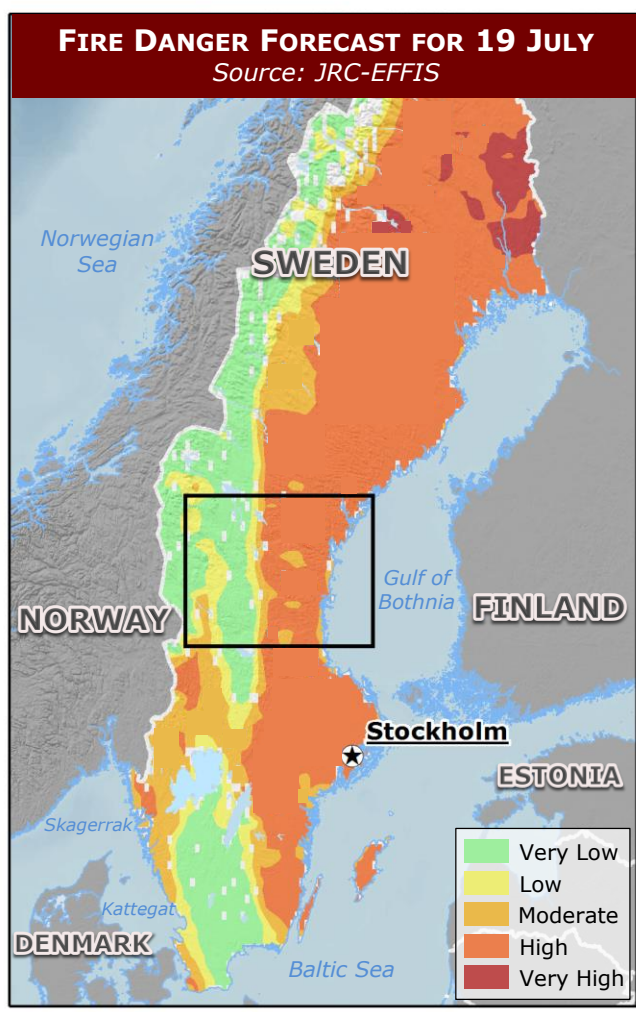 FIRE DANGER FORECAST FOR 19 JULY
Source: JRC-EFFIS
Norwegian
Sea
SWEDEN
Gulf of
Bothnia
NORWAY
FINLAND
Stockholm
ESTONIA
Skagerrak
Kattegat
DENMARK
Baltic Sea
Very Low
Low
Moderate
High
Very High